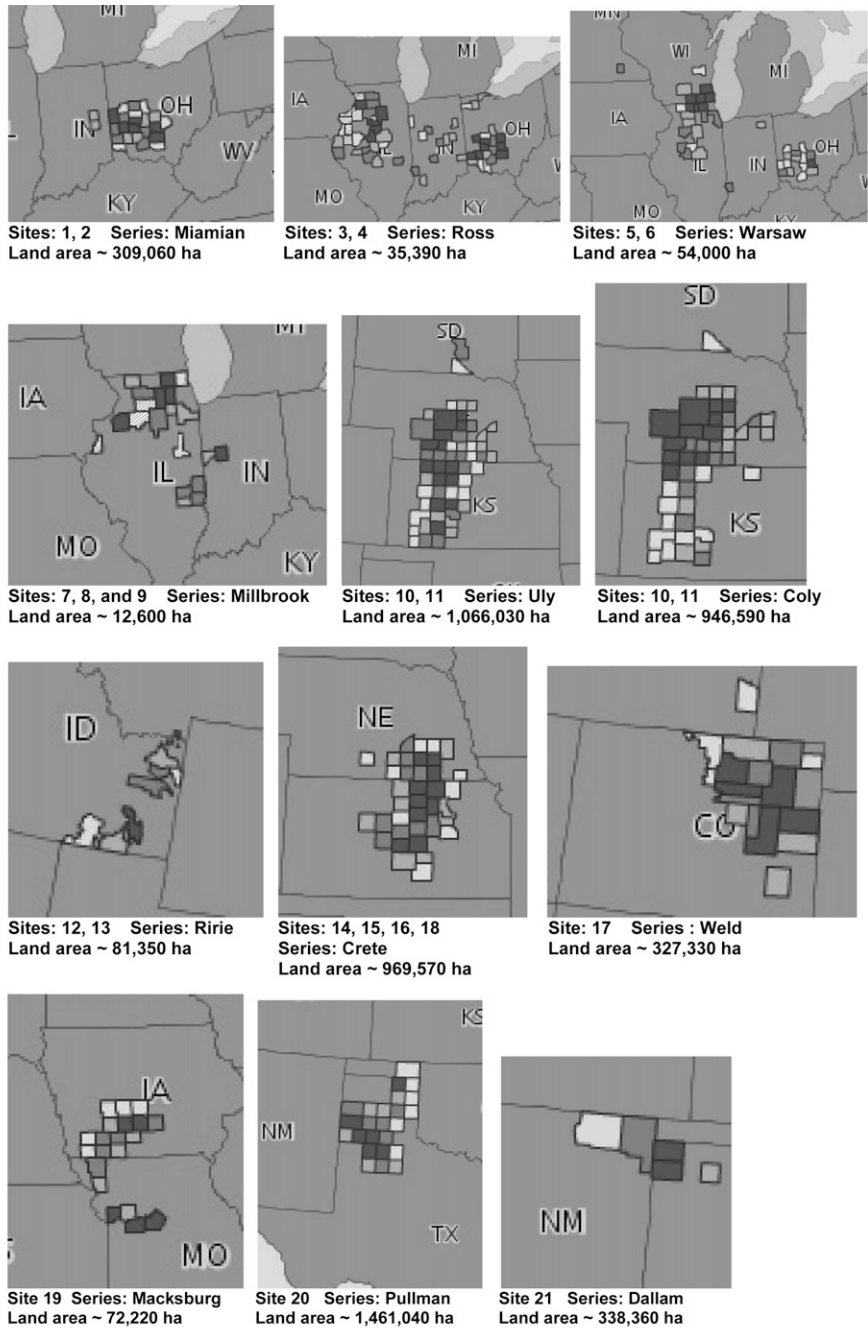 MI
OH
IN
WV
KY
Sites: 1, 2 Series: Miamian
Land area ~ 309,060 ha
MI
IA
OH
IN
IL
MO
KY
Sites: 3, 4 Series: Ross
Land area ~ 35,390 ha
MN
WI
MI
IA
OH
IL
IN
MO
KY
Sites: 5, 6 Series: Warsaw
Land area ~ 54,000 ha
MI
IA
IL
IN
MO
KY
Sites: 7, 8, and 9 Series: Millbrook
Land area ~ 12,600 ha
SD
KS
Sites: 10, 11 Series: Uly
Land area ~ 1,066,030 ha
SD
KS
Sites: 10, 11 Series: Coly
Land area ~ 946,590 ha
ID
Sites: 12, 13 Series: Ririe
Land area ~ 81,350 ha
NE
Sites: 14, 15, 16, 18
Series: Crete
Land area ~ 969,570 ha
CO
Site: 17 Series : Weld
Land area ~ 327,330 ha
IA
MO
Site 19 Series: Macksburg
Land area ~ 72,220 ha
KS
NM
TX
Site 20 Series: Pullman
Land area ~ 1,461,040 ha
NM
Site 21 Series: Dallam
Land area ~ 338,360 ha